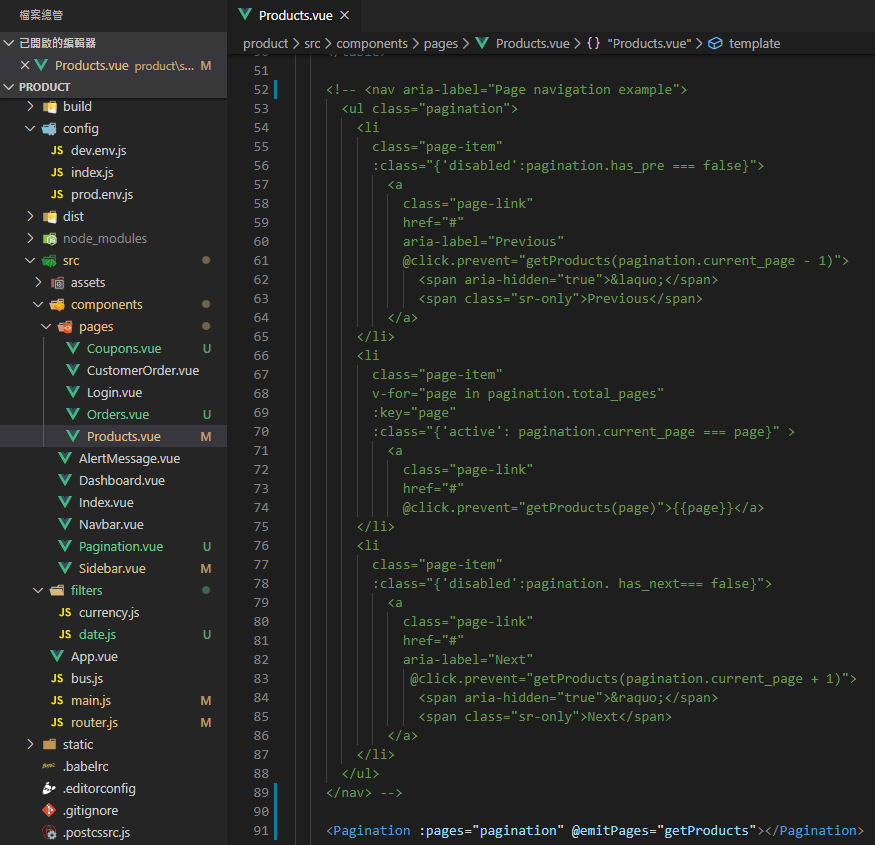 檔案總管
已開啟的編輯器
Products.vue product\s... M
PRODUCT
build
config
JS dev.env.js
JS index.js
JS prod.env.js
dist
node_modules
src
assets
components
pages
Coupons.vue U
CustomerOrder.vue
Login.vue
Orders.vue U
Products.vue M
AlertMessage.vue
Dashboard.vue
Index.vue
Navbar.vue
Pagination.vue U
Sidebar.vue M
filters
JS currency.js
JS date.js U
App.vue
JS bus.js
JS main.js M
JS router.js M
static
.babelrc
.editorconfig
.gitignore
.postcssrc.js
Products.vue
product > src > components > pages > Products.vue > {} "Products.vue" > template
51
52 <!-- <nav aria-label="Page navigation example">
53 <ul class="pagination">
54 <li
55 class="page-item"
56 :class="{'disabled':pagination.has_pre === false}">
57 <a
58 class="page-link"
59 href="#"
60 aria-label="Previous"
61 @click.prevent="getProducts(pagination.current_page - 1)">
62 <span aria-hidden="true">&laquo;</span>
63 <span class="sr-only">Previous</span>
64 </a>
65 </li>
66 <li
67 class="page-item"
68 v-for="page in pagination.total_pages"
69 :key="page"
70 :class="{'active': pagination.current_page === page}" >
71 <a
72 class="page-link"
73 href="#"
74 @click.prevent="getProducts(page)">{{page}}</a>
75 </li>
76 <li
77 class="page-item"
78 :class="{'disabled':pagination. has_next=== false}">
79 <a
80 class="page-link"
81 href="#"
82 aria-label="Next"
83 @click.prevent="getProducts(pagination.current_page + 1)">
84 <span aria-hidden="true">&raquo;</span>
85 <span class="sr-only">Next</span>
86 </a>
87 </li>
88 </ul>
89 </nav> -->
90
91 <Pagination :pages="pagination" @emitPages="getProducts"></Pagination>